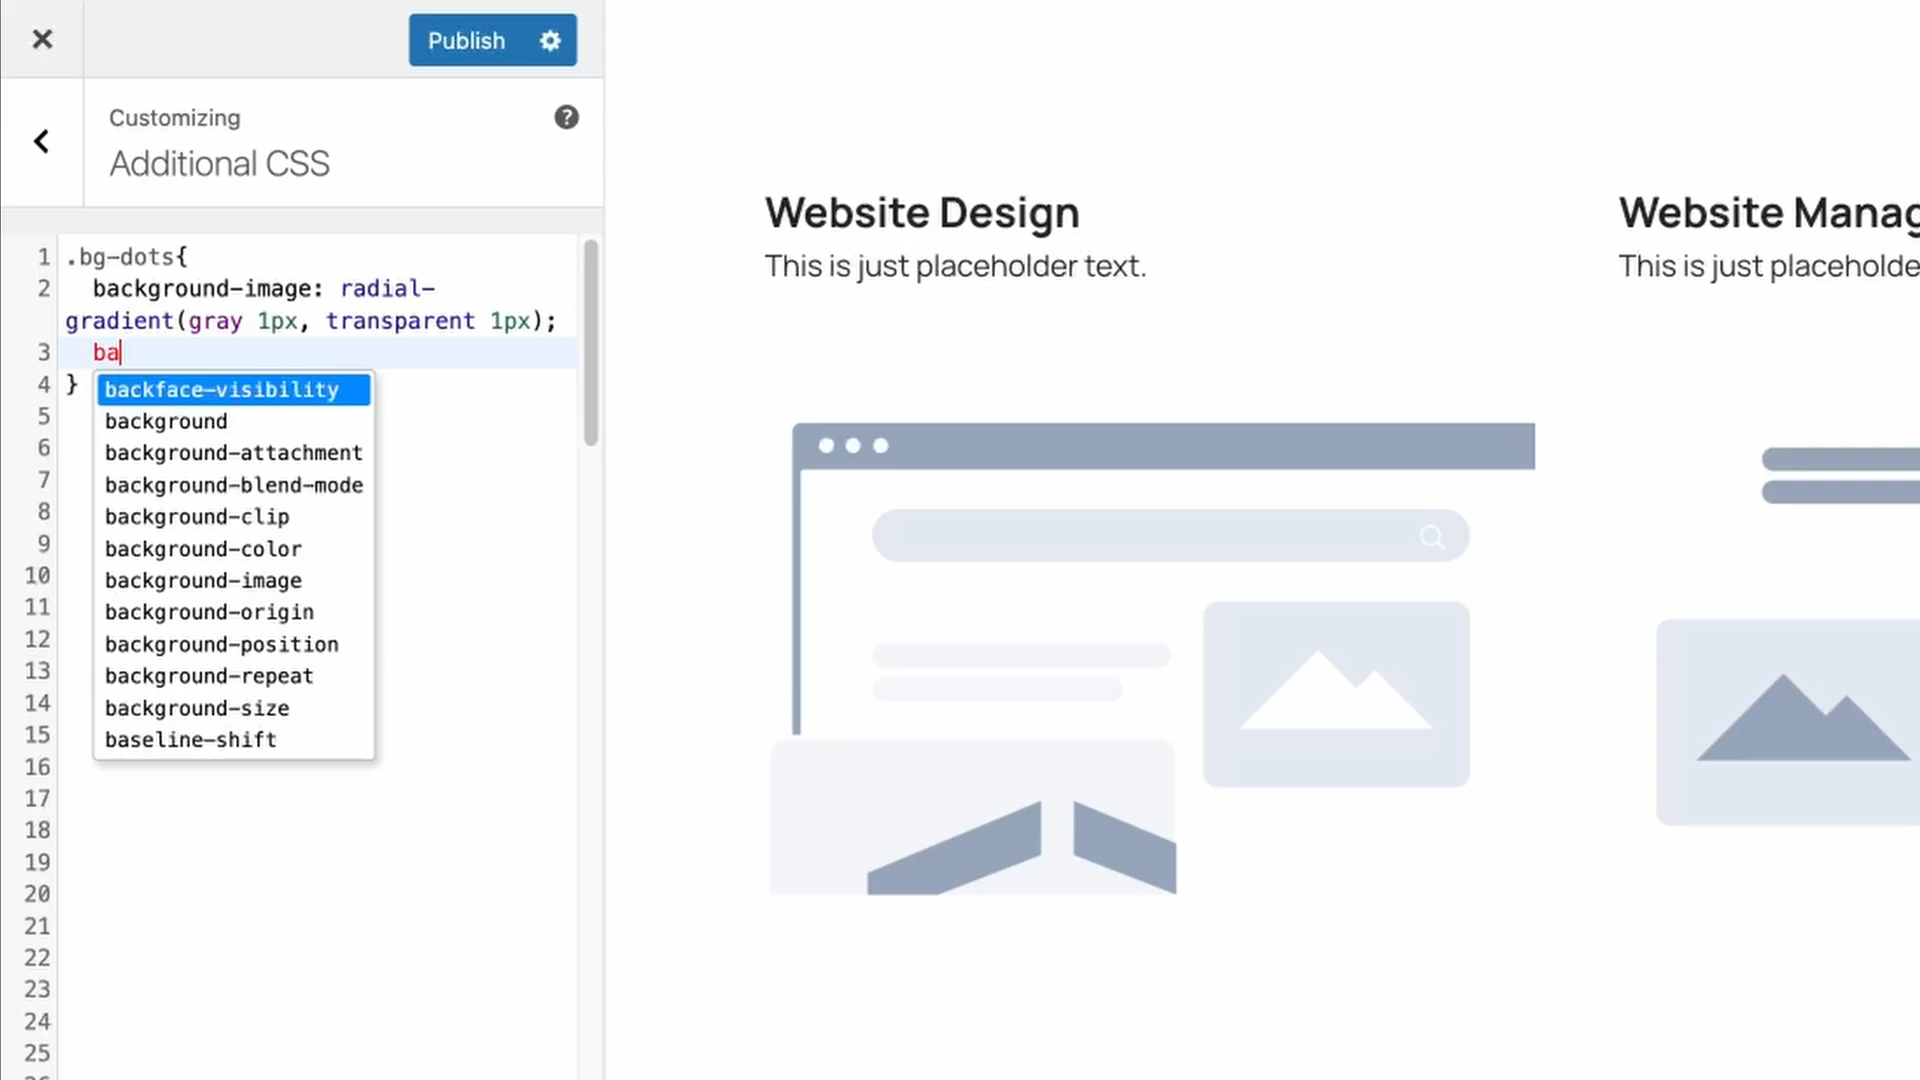 Publish
Customizing
Additional CSS
1 .bg-dots{
2 background-image: radial-
gradient(gray 1px, transparent 1px);
3 ba
4 }
backface-visibility
background
background-attachment
background-blend-mode
background-clip
background-color
background-image
background-origin
background-position
background-repeat
background-size
baseline-shift
5
6
7
8
9
10
11
12
13
14
15
16
17
18
19
20
21
22
23
24
25
Website Design
This is just placeholder text.
Website Manag
This is just placeholde